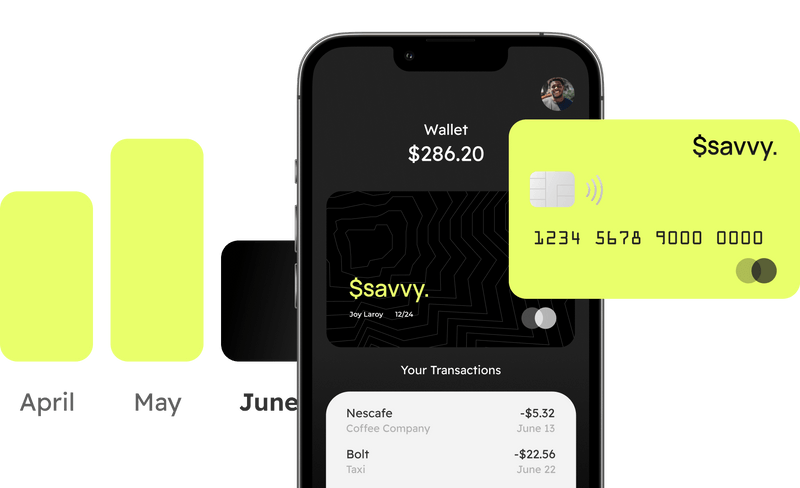 Wallet
$286.20
$savvy.
1234 5678 9000 0000
$savvy.
Joy Laroy 12/24
Your Transactions
Nescafe -$5.32
Coffee Company June 13
Bolt -$22.56
Taxi June 22
April May June